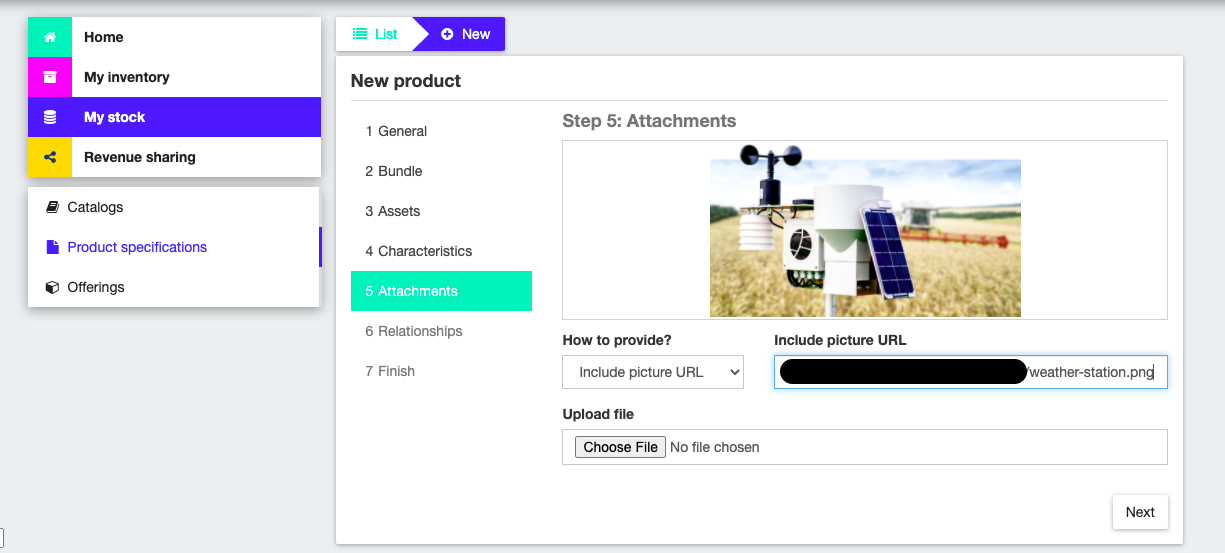 Home
My inventory
My stock
Revenue sharing
Catalogs
Product specifications
Offerings
List
New
New product
1 General
2 Bundle
3 Assets
4 Characteristics
5 Attachments
6 Relationships
7 Finish
Step 5: Attachments
How to provide?
Include picture URL
Include picture URL
/weather-station.png
Upload file
Choose File No file chosen
Next